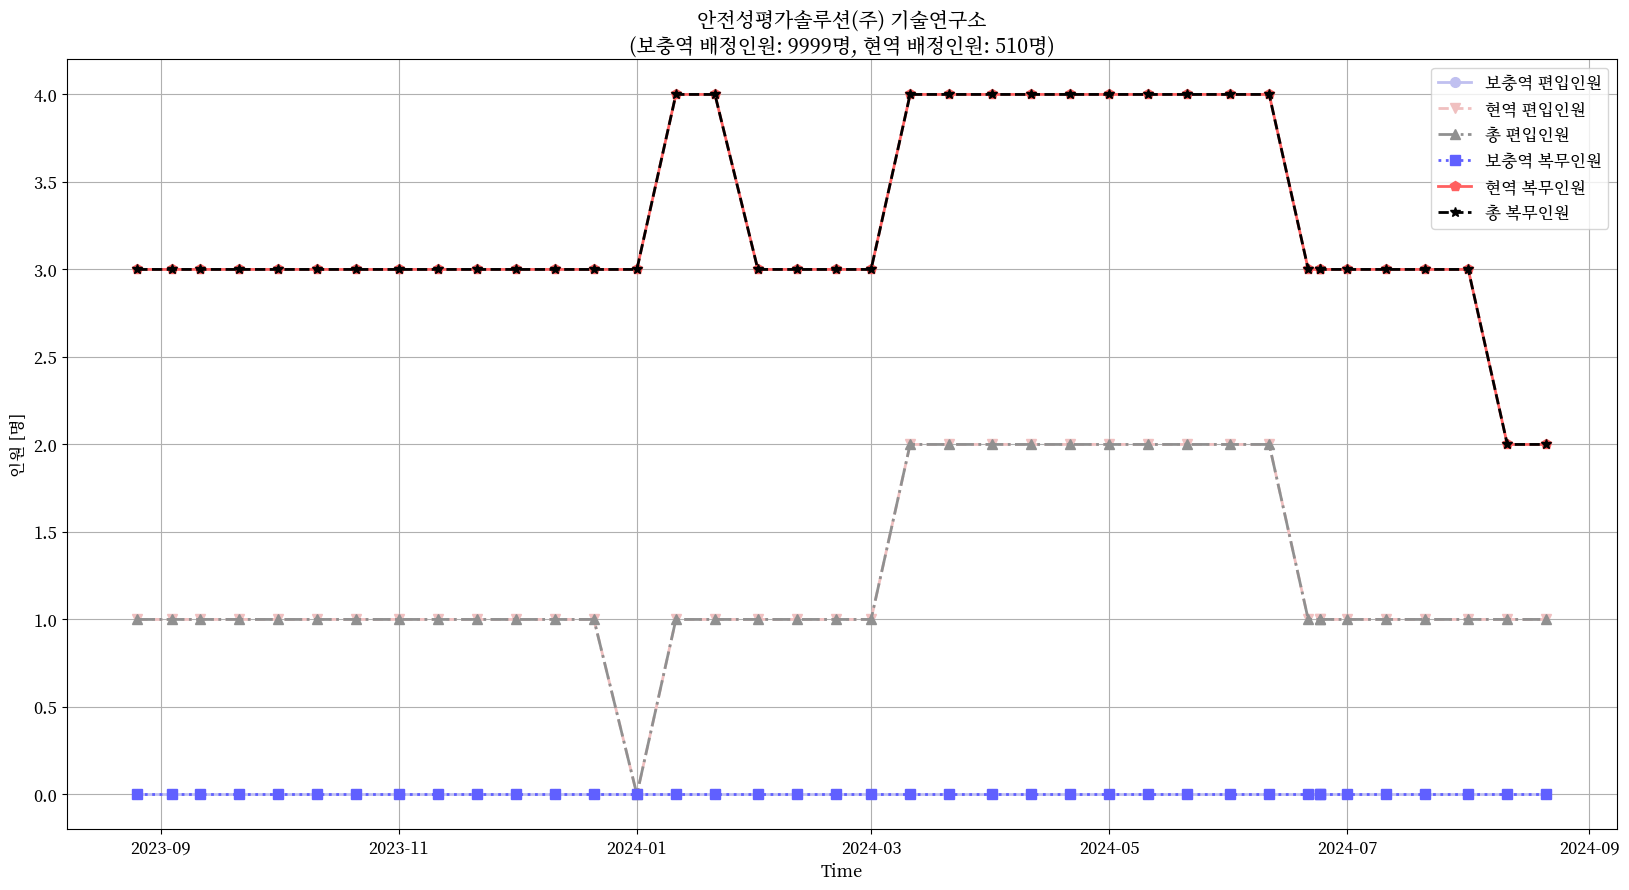 안전성평가솔루션(주) 기술연구소
(보충역 배정인원: 9999명, 현역 배정인원: 510명)
보충역 편입인원
현역 편입인원
총 편입인원
보충역 복무인원
현역 복무인원
총 복무인원
4.0
3.5
3.0
2.5
2.0
1.5
1.0
0.5
0.0
인원 [명]
2023-09
2023-11
2024-01
2024-03
2024-05
2024-07
2024-09
Time